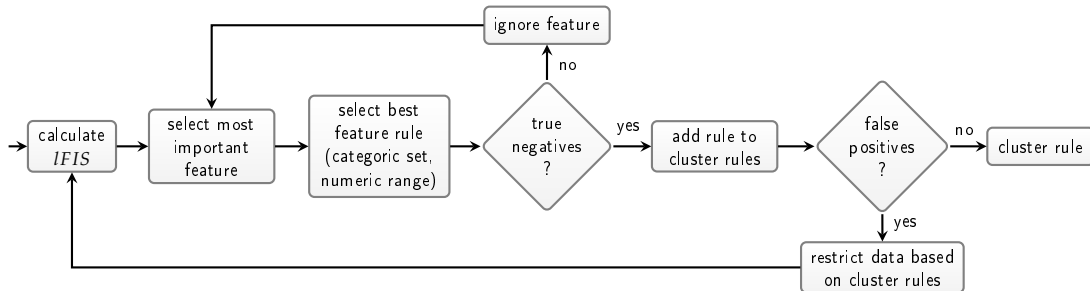 ignore feature
no
calculate
lFIS
select most
important
feature
select best
feature rule
(categoric set,
numeric range)
true
negatives
?
yes
add rule to
cluster rules
false
positives
?
no
cluster rule
yes
restrict data based
on cluster rules